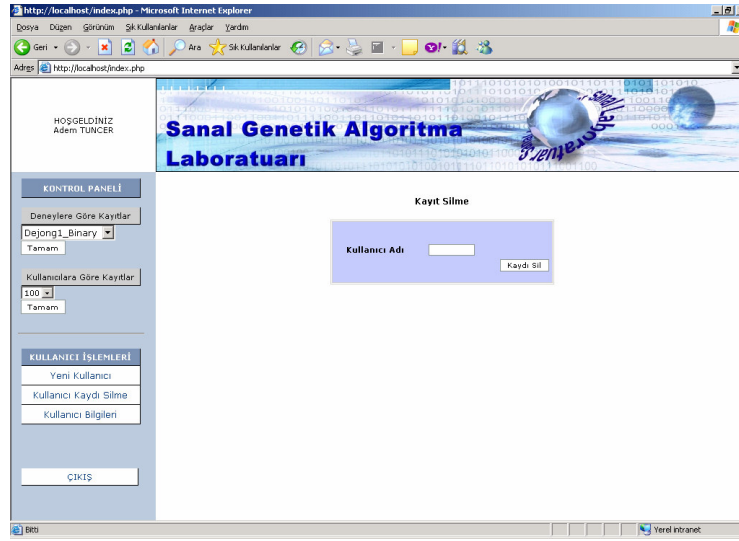 http://localhost/index.php - Microsoft Internet Explorer
Dosya Düzen Görünüm Sık Kullanılanlar Araçlar Yardım
Geri Ara Sık Kullanılanlar
Adres http://localhost/index.php
HOŞGELDİNİZ
Adem TUNCER
Sanal Genetik Algoritma
Laboratuarı
Sanal
Laboratuar
KONTROL PANELİ
Deneylere Göre Kayıtlar
Dejong1_Binary
Tamam
Kullanıcılara Göre Kayıtlar
100
Tamam
KULLANICI İŞLEMLERİ
Yeni Kullanıcı
Kullanıcı Kaydı Silme
Kullanıcı Bilgileri
ÇIKIŞ
Kayıt Silme
Kullanıcı Adı
Kaydı Sil
Bitti
Yerel intranet